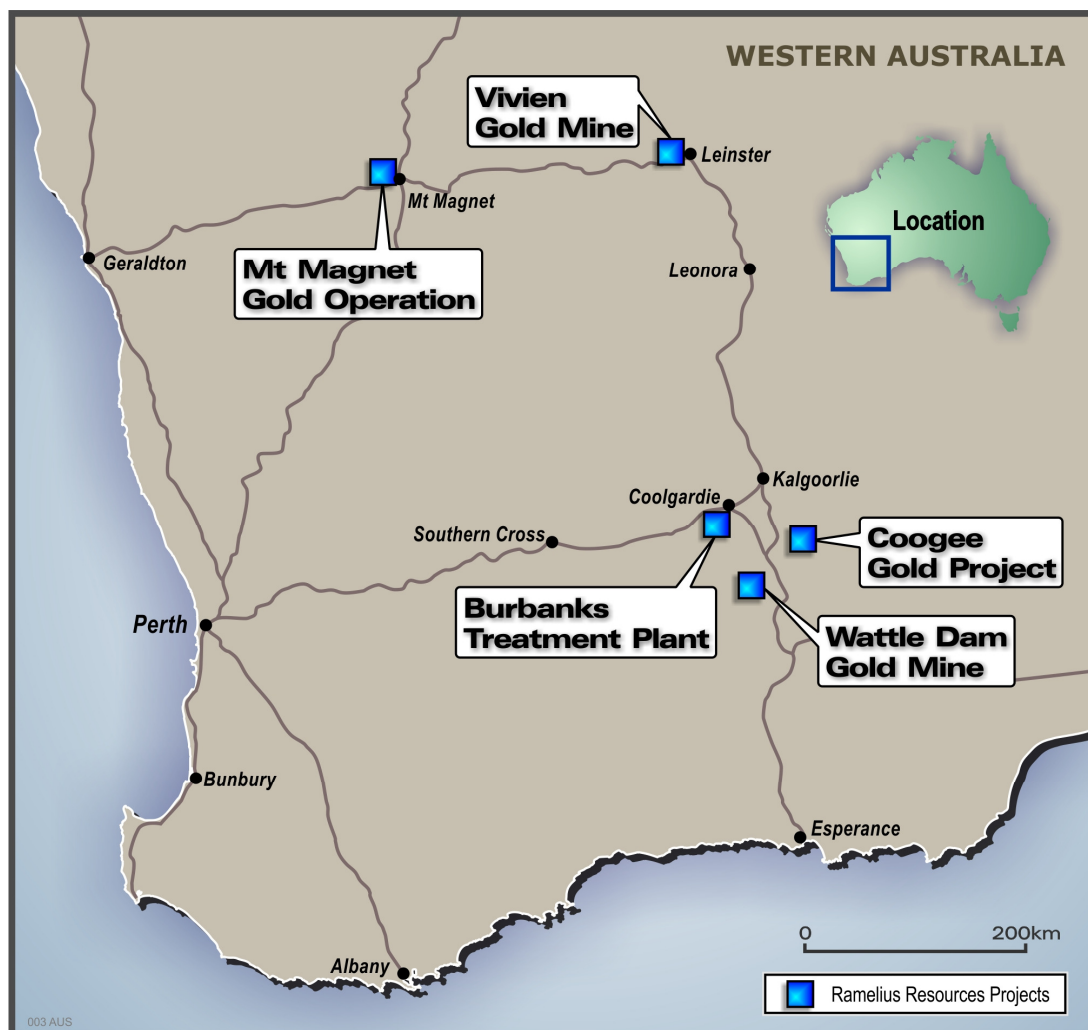 WESTERN AUSTRALIA
Vivien
Gold Mine
Leinster
Mt Magnet
Location
Geraldton
Mt Magnet
Gold Operation
Leonora
Kalgoorlie
Coolgardie
Southern Cross
Coogee
Gold Project
Burbanks
Treatment Plant
Perth
Wattle Dam
Gold Mine
Bunbury
Esperance
0 200km
Albany
Ramelius Resources Projects
003 AUS